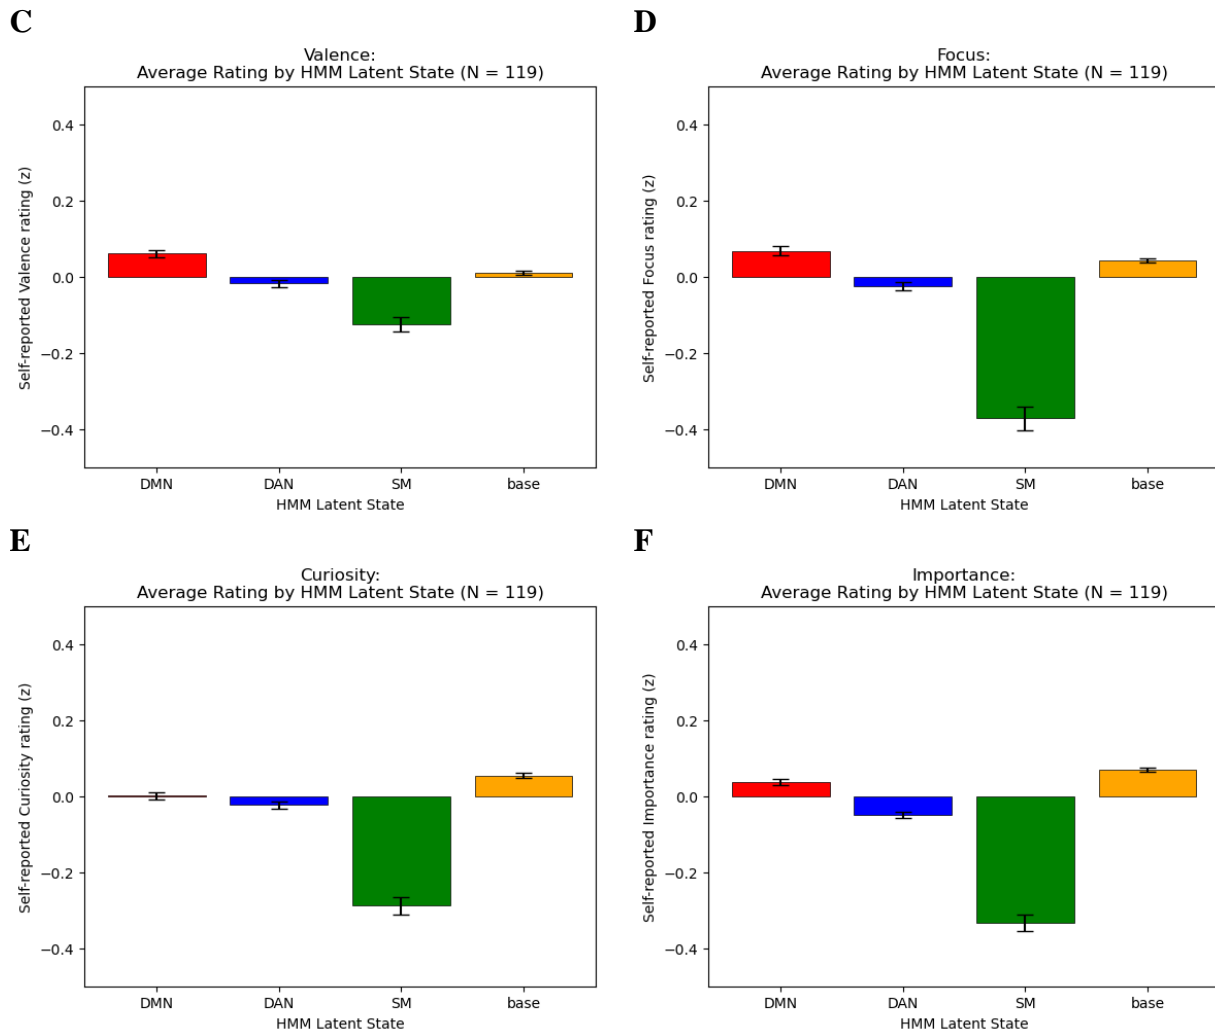 C
Valence:
Average Rating by HMM Latent State (N = 119)
Self-reported Valence rating (z)
0.4
0.2
0.0
−0.2
−0.4
DMN DAN SM base
HMM Latent State
D
Focus:
Average Rating by HMM Latent State (N = 119)
Self-reported Focus rating (z)
0.4
0.2
0.0
−0.2
−0.4
DMN DAN SM base
HMM Latent State
E
Curiosity:
Average Rating by HMM Latent State (N = 119)
Self-reported Curiosity rating (z)
0.4
0.2
0.0
−0.2
−0.4
DMN DAN SM base
HMM Latent State
F
Importance:
Average Rating by HMM Latent State (N = 119)
Self-reported Importance rating (z)
0.4
0.2
0.0
−0.2
−0.4
DMN DAN SM base
HMM Latent State